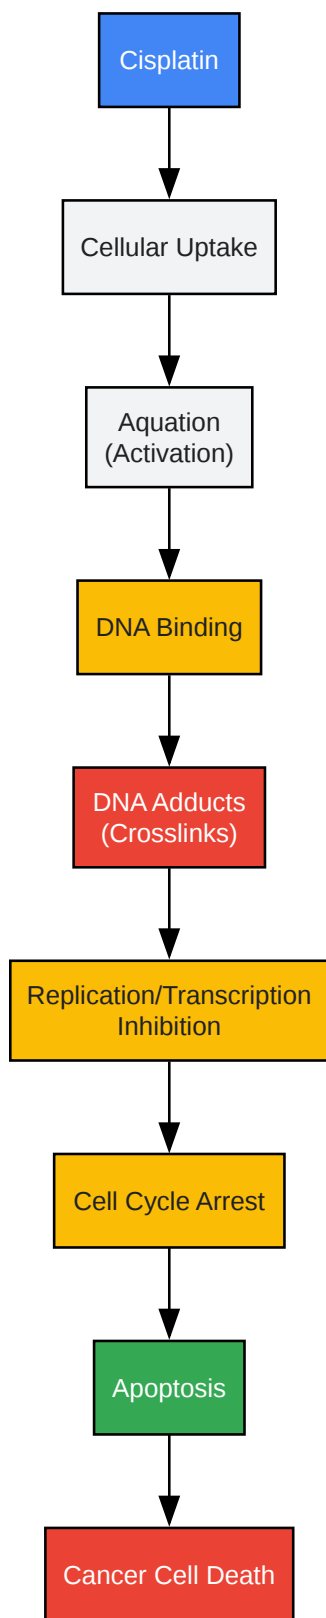 Cisplatin
Cellular Uptake
Aquation
(Activation)
DNA Binding
DNA Adducts
(Crosslinks)
Replication/Transcription
Inhibition
Cell Cycle Arrest
Apoptosis
Cancer Cell Death